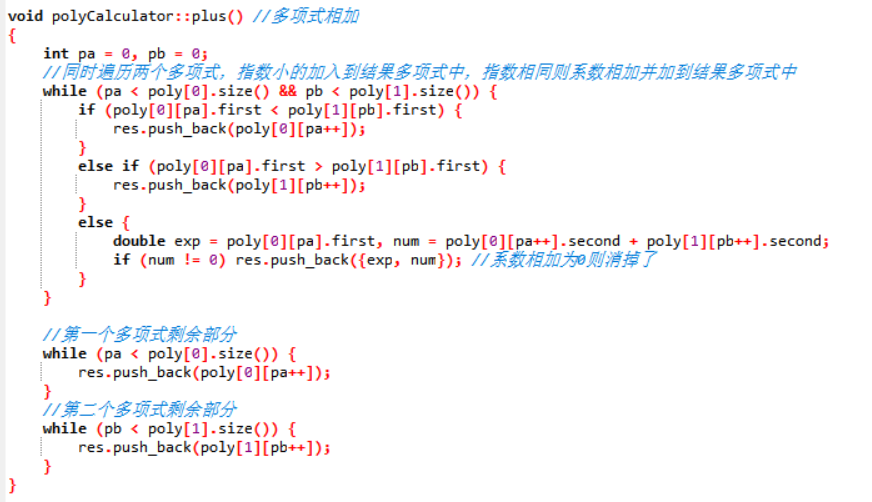 void polyCalculator::plus() //多项式相加
{
    int pa = 0, pb = 0;
    //同时遍历两个多项式，指数小的加入到结果多项式中，指数相同则系数相加并加到结果多项式中
    while (pa < poly[0].size() && pb < poly[1].size()) {
        if (poly[0][pa].first < poly[1][pb].first) {
            res.push_back(poly[0][pa++]);
        }
        else if (poly[0][pa].first > poly[1][pb].first) {
            res.push_back(poly[1][pb++]);
        }
        else {
            double exp = poly[0][pa].first, num = poly[0][pa++].second + poly[1][pb++].second;
            if (num != 0) res.push_back({exp, num}); //系数相加为0则消掉了
        }
    }

    //第一个多项式剩余部分
    while (pa < poly[0].size()) {
        res.push_back(poly[0][pa++]);
    }
    //第二个多项式剩余部分
    while (pb < poly[1].size()) {
        res.push_back(poly[1][pb++]);
    }
}